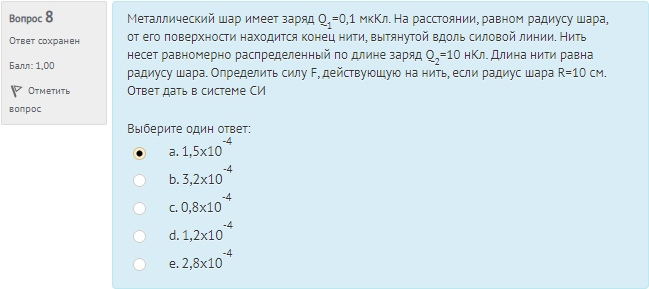 Вопрос 8
Ответ сохранен
Балл: 1,00
Отметить
вопрос
Металлический шар имеет заряд Q₁=0,1 мкКл. На расстоянии, равном радиусу шара,
от его поверхности находится конец нити, вытянутой вдоль силовой линии. Нить
несет равномерно распределенный по длине заряд Q₂=10 нКл. Длина нити равна
радиусу шара. Определить силу F, действующую на нить, если радиус шара R=10 см.
Ответ дать в системе СИ
Выберите один ответ:
a. 1,5x10⁻⁴
b. 3,2x10⁻⁴
c. 0,8x10⁻⁴
d. 1,2x10⁻⁴
e. 2,8x10⁻⁴